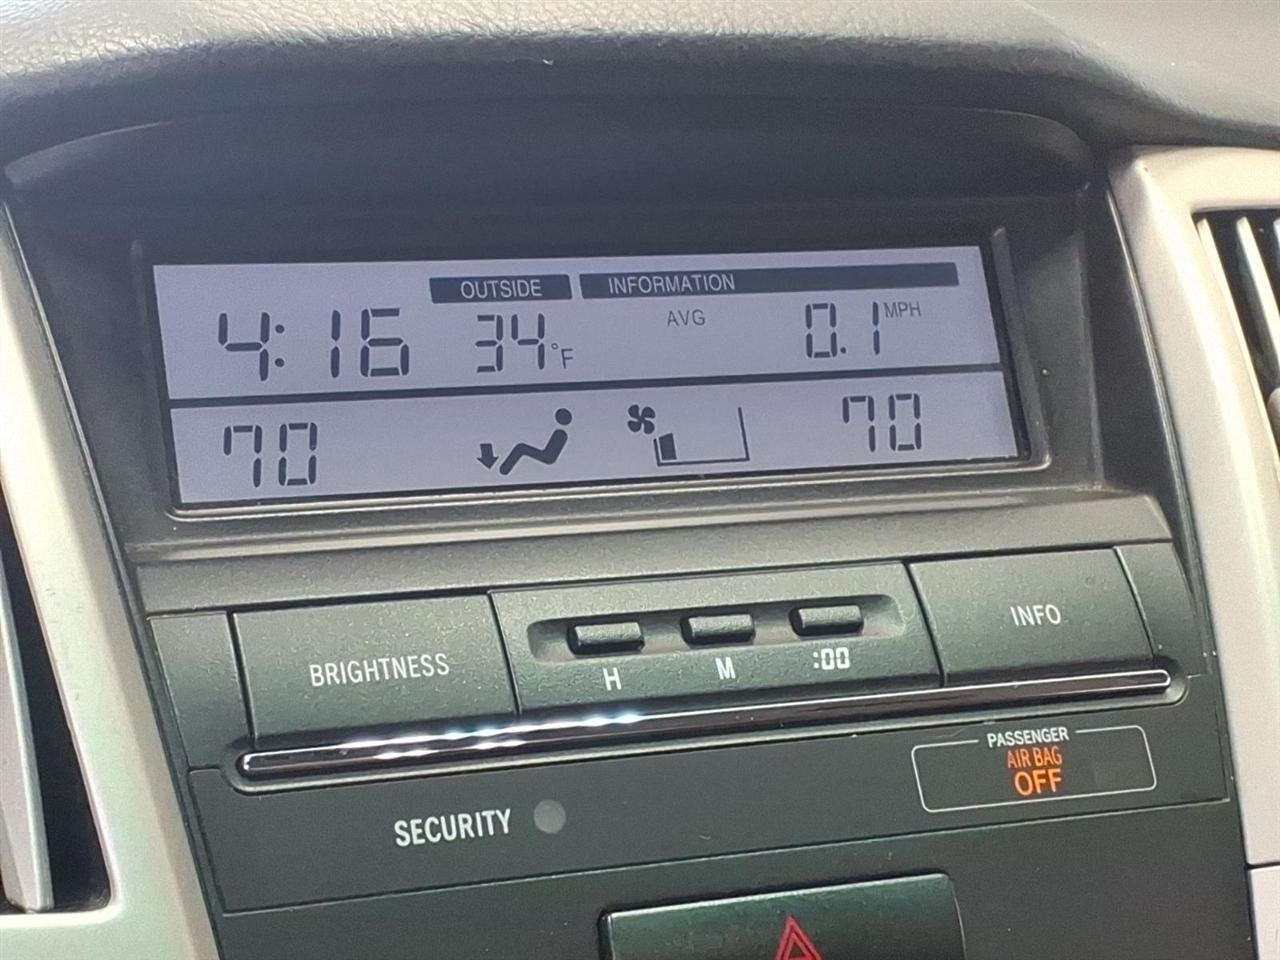 OUTSIDE INFORMATION
4:16 34°F AVG 0.1 MPH
70 70
BRIGHTNESS H M :00 INFO
PASSENGER
AIR BAG
OFF
SECURITY